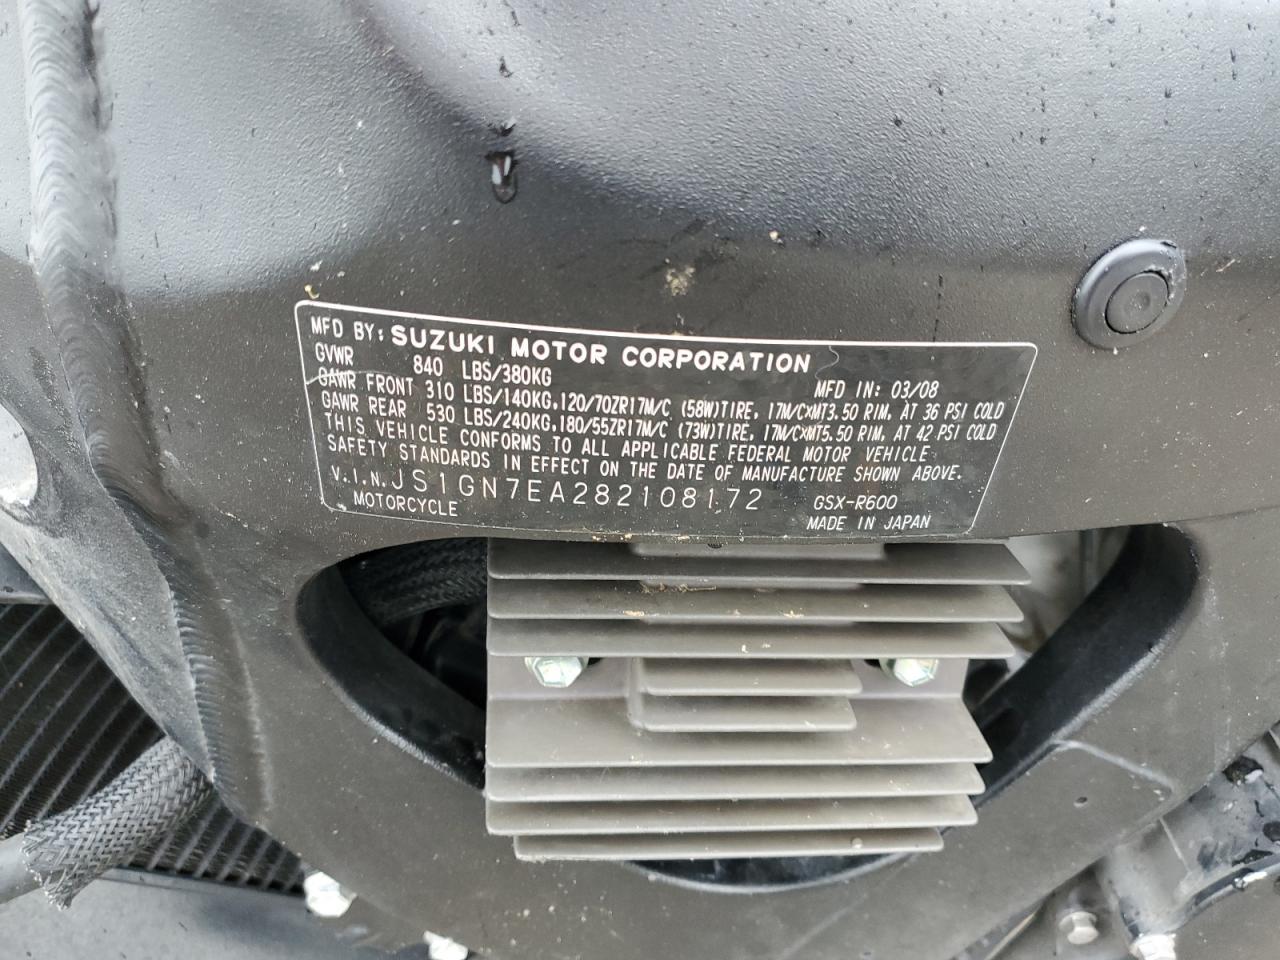 MFD BY: SUZUKI MOTOR CORPORATION
GVWR 840 LBS/380KG MFD IN: 03/08
GAWR FRONT 310 LBS/140KG,120/70ZR17M/C (58W)TIRE, 17M/C×MT3.50 RIM, AT 36 PSI COLD
GAWR REAR 530 LBS/240KG,180/55ZR17M/C (73W)TIRE, 17M/C×MT5.50 RIM, AT 42 PSI COLD
THIS VEHICLE CONFORMS TO ALL APPLICABLE FEDERAL MOTOR VEHICLE
SAFETY STANDARDS IN EFFECT ON THE DATE OF MANUFACTURE SHOWN ABOVE.
V.I.N. JS1GN7EA282108172 GSX-R600
MOTORCYCLE MADE IN JAPAN